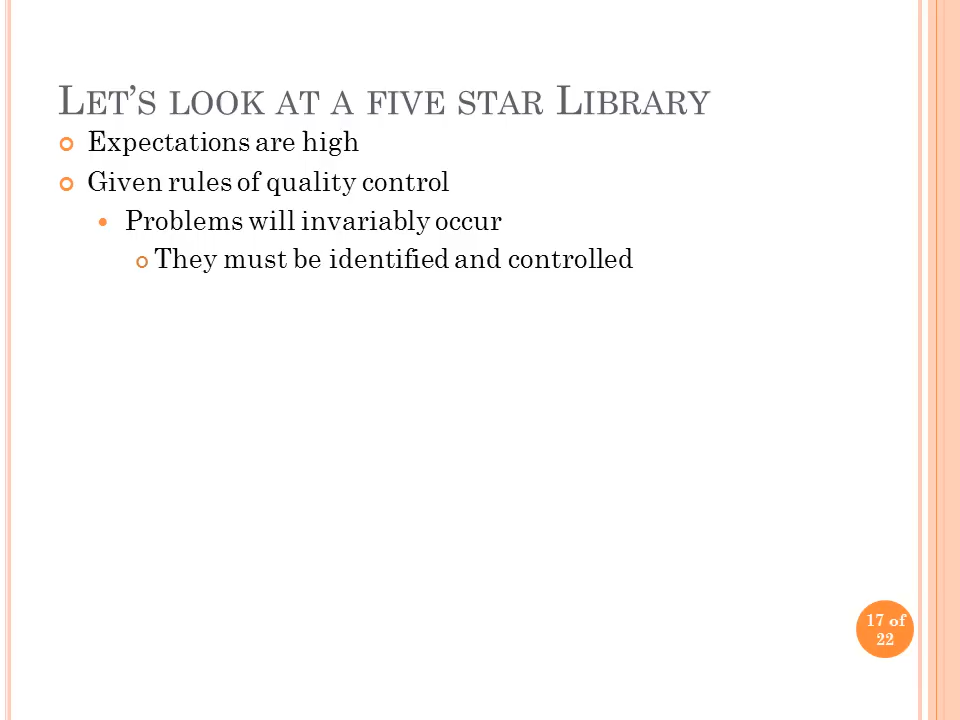 Let's look at a five star Library
Expectations are high
Given rules of quality control
Problems will invariably occur
They must be identified and controlled
17 of
22